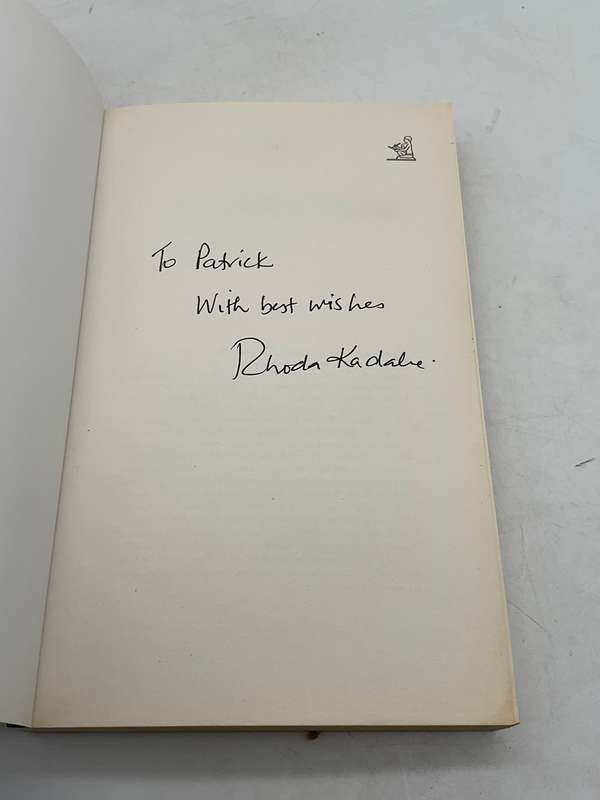 To Patrick
With best wishes
Rhoda Kadalie.